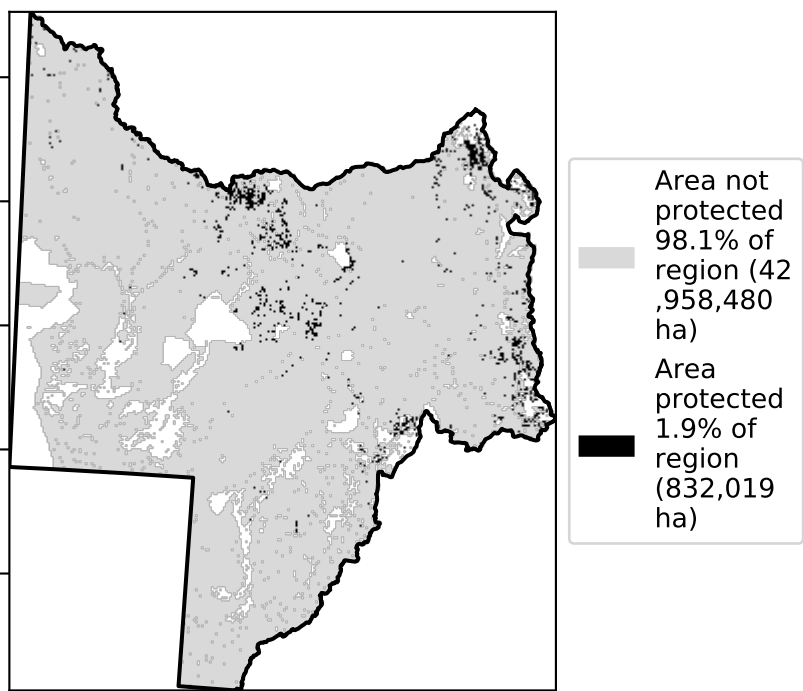 Area not
protected
98.1% of
region (42
,958,480
ha)
Area
protected
1.9% of
region
(832,019
ha)